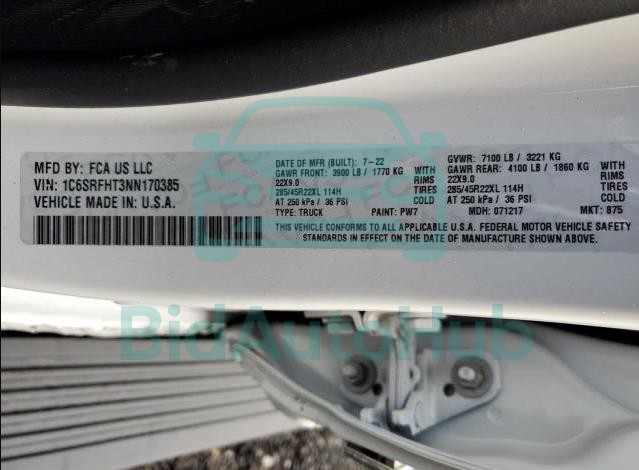 MFD BY: FCA US LLC
VIN: 1C6SRFHT3NN170385
VEHICLE MADE IN: U.S.A.
DATE OF MFR (BUILT): 7-22
GAWR FRONT: 3900 LB / 1770 KG WITH
22X9.0 RIMS
285/45R22XL 114H TIRES
AT 250 kPa / 36 PSI COLD
TYPE: TRUCK PAINT: PW7
GVWR: 7100 LB / 3221 KG
GAWR REAR: 4100 LB / 1860 KG WITH
22X9.0 RIMS
285/45R22XL 114H TIRES
AT 250 kPa / 36 PSI COLD
MDH: 071217 MKT: 875
THIS VEHICLE CONFORMS TO ALL APPLICABLE U.S.A. FEDERAL MOTOR VEHICLE SAFETY
STANDARDS IN EFFECT ON THE DATE OF MANUFACTURE SHOWN ABOVE.
BidAutoHub